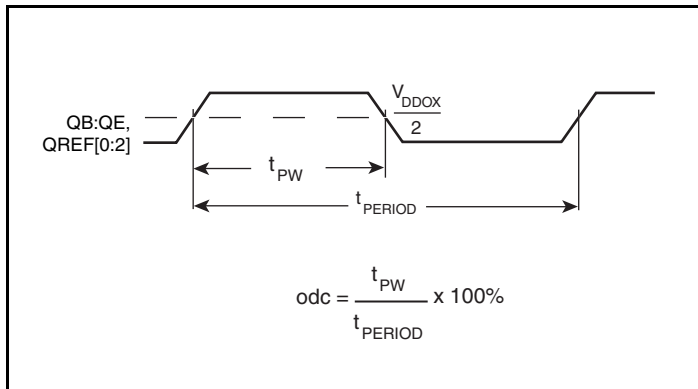 V_DDOX
2
QB:QE,
QREF[0:2]
t_PW
t_PERIOD
odc = t_PW / t_PERIOD x 100%